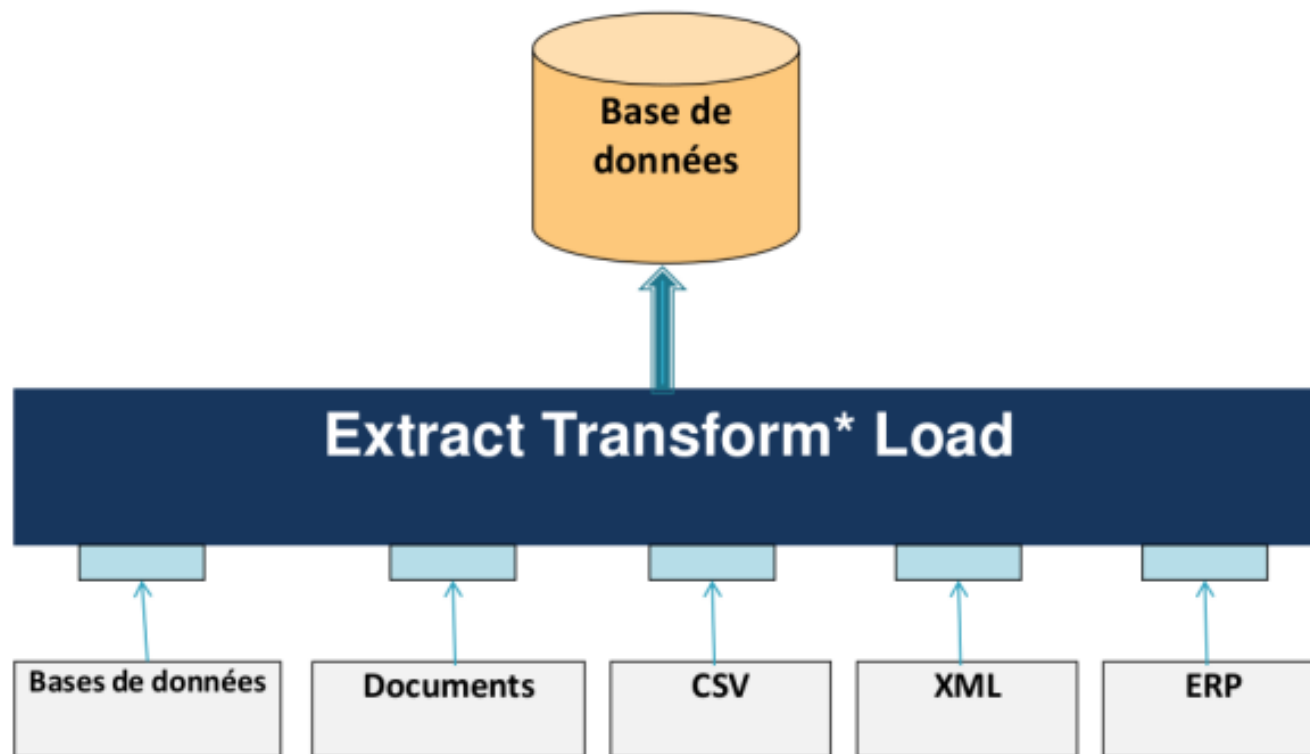 Base de
données
Extract Transform* Load
Bases de données
Documents
CSV
XML
ERP